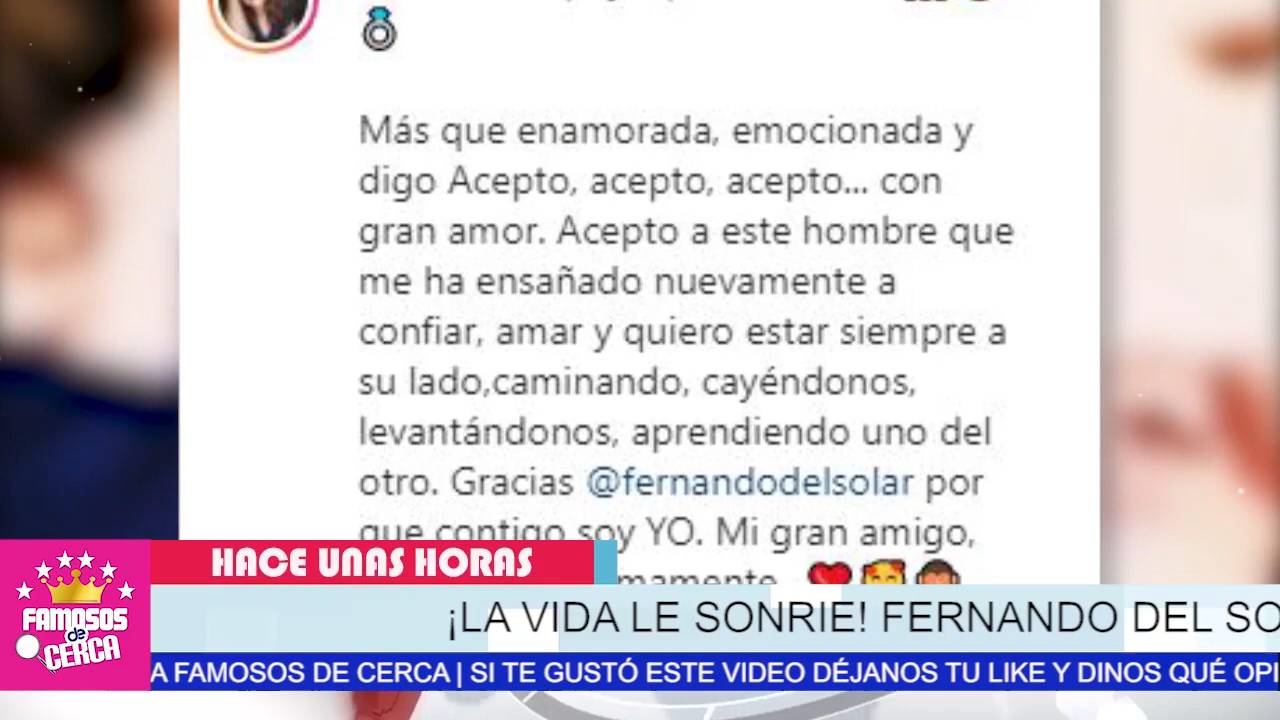 Más que enamorada, emocionada y
digo Acepto, acepto, acepto... con
gran amor. Acepto a este hombre que
me ha ensañado nuevamente a
confiar, amar y quiero estar siempre a
su lado,caminando, cayéndonos,
levantándonos, aprendiendo uno del
otro. Gracias @fernandodelsolar por
que contigo soy YO. Mi gran amigo,
HACE UNAS HORAS
¡LA VIDA LE SONRIE! FERNANDO DEL SO
FAMOSOS
de
CERCA
A FAMOSOS DE CERCA | SI TE GUSTÓ ESTE VIDEO DÉJANOS TU LIKE Y DINOS QUÉ OPI